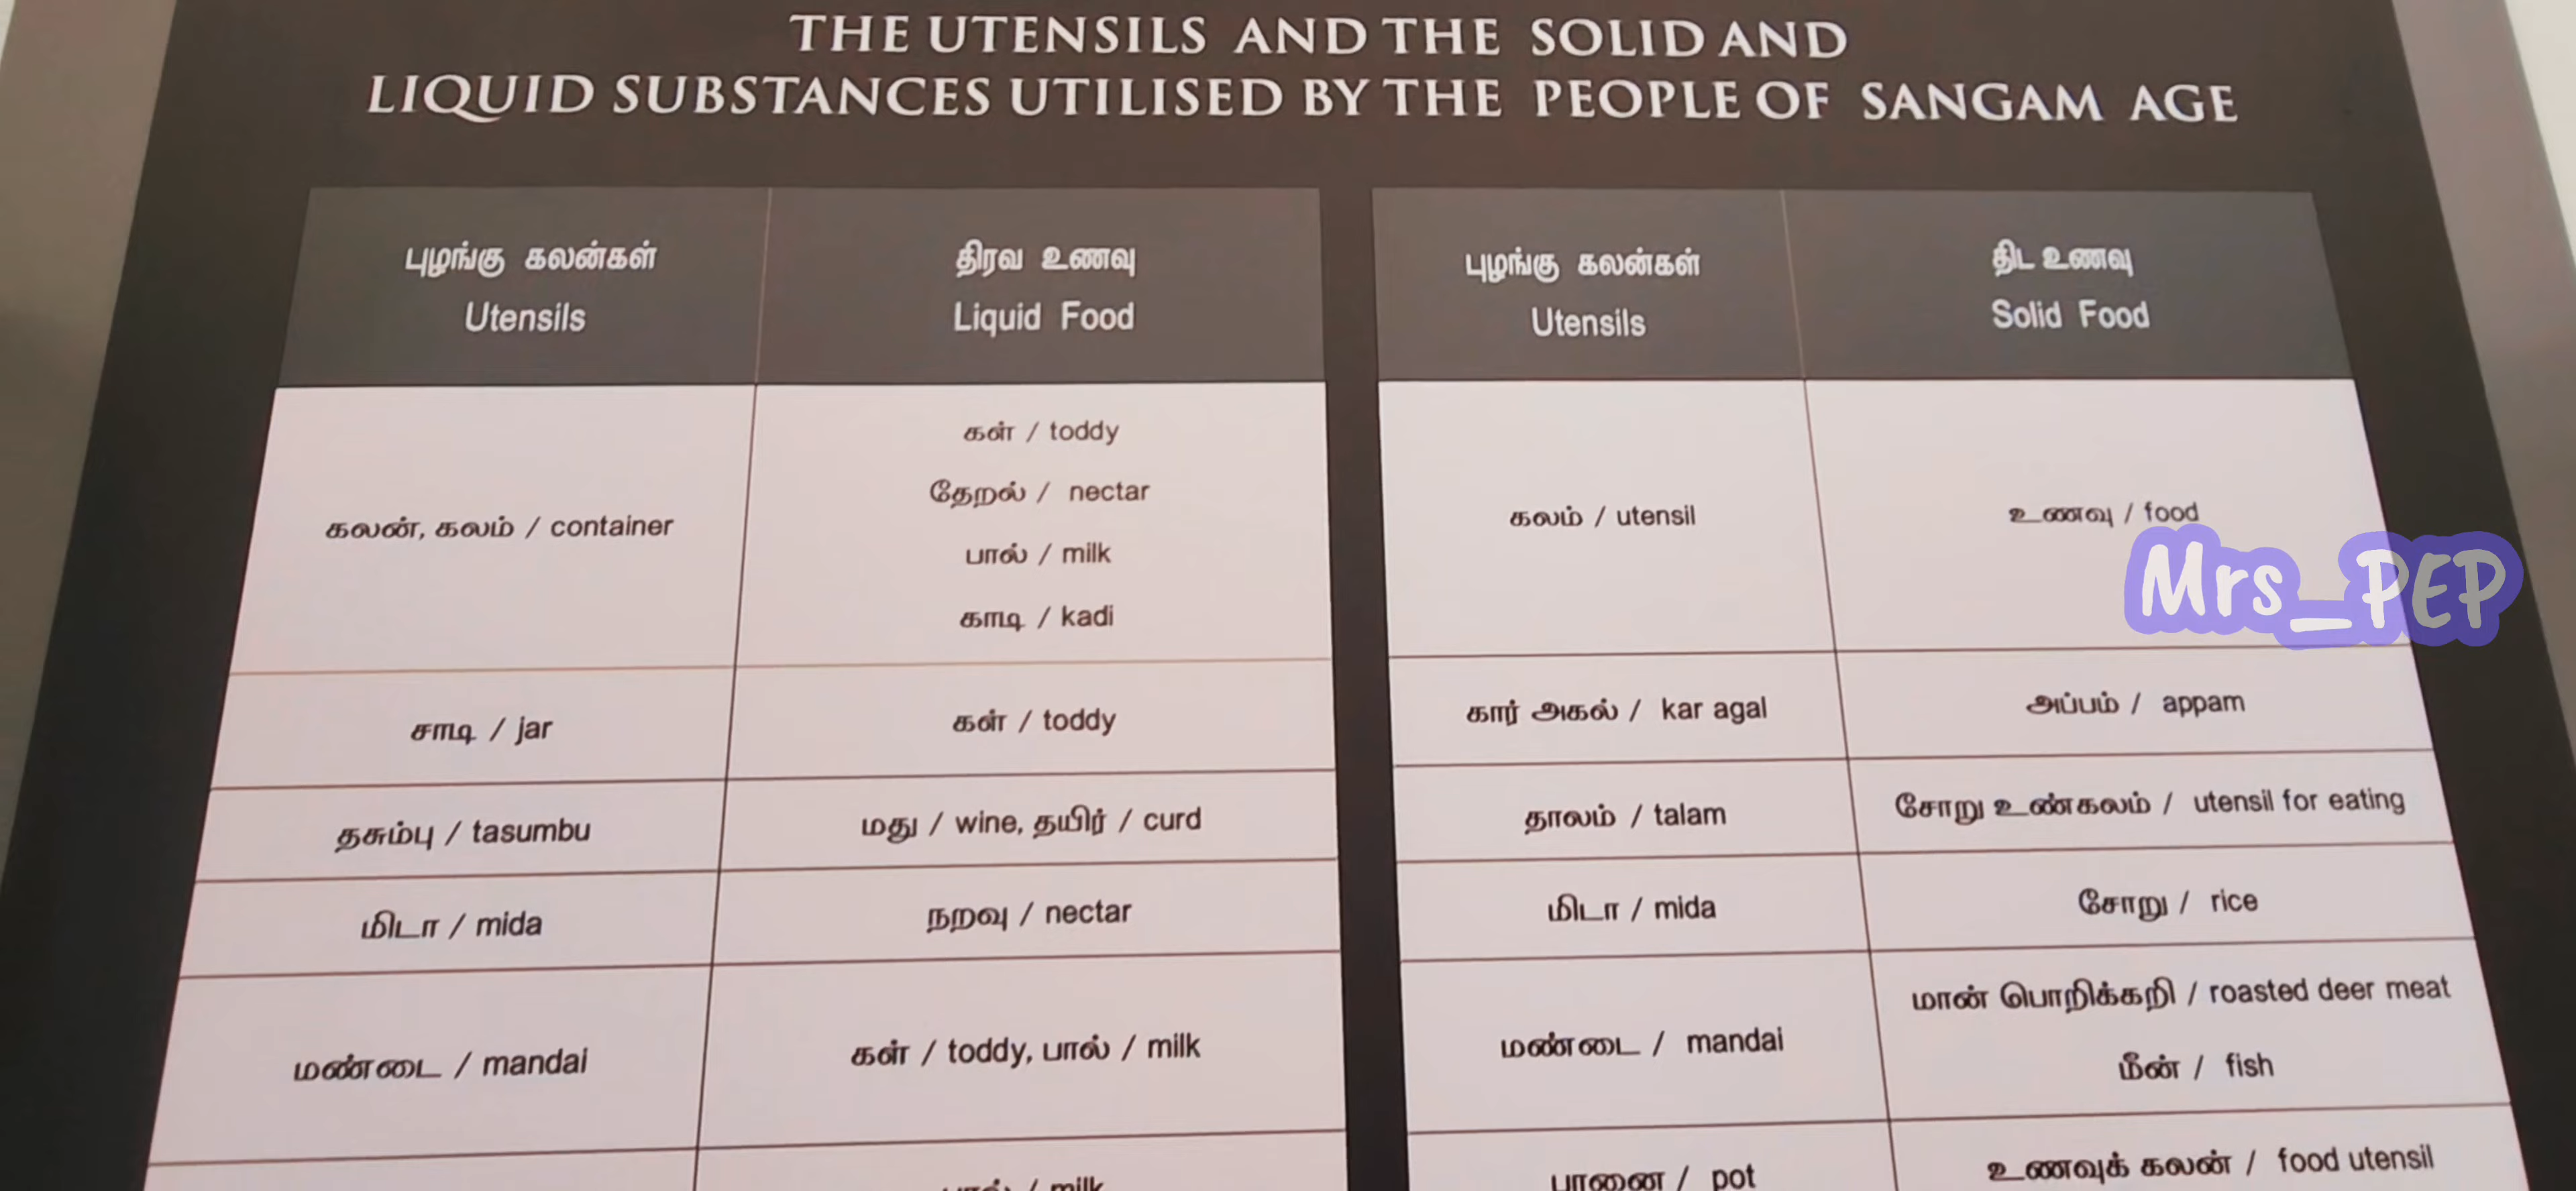 THE UTENSILS AND THE SOLID AND
LIQUID SUBSTANCES UTILISED BY THE PEOPLE OF SANGAM AGE
புழங்கு கலன்கள்
Utensils
திரவ உணவு
Liquid Food
கலன், கலம் / container
கள் / toddy
தேறல் / nectar
பால் / milk
காடி / kadi
சாடி / jar
கள் / toddy
தசும்பு / tasumbu
மது / wine, தயிர் / curd
மிடா / mida
நறவு / nectar
மண்டை / mandai
கள் / toddy, பால் / milk
பால் / milk
புழங்கு கலன்கள்
Utensils
திட உணவு
Solid Food
கலம் / utensil
உணவு / food
கார் அகல் / kar agal
அப்பம் / appam
தாலம் / talam
சோறு உண்கலம் / utensil for eating
மிடா / mida
சோறு / rice
மண்டை / mandai
மான் பொறிக்கறி / roasted deer meat
மீன் / fish
பானை / pot
உணவுக் கலன் / food utensil
Mrs_PEP